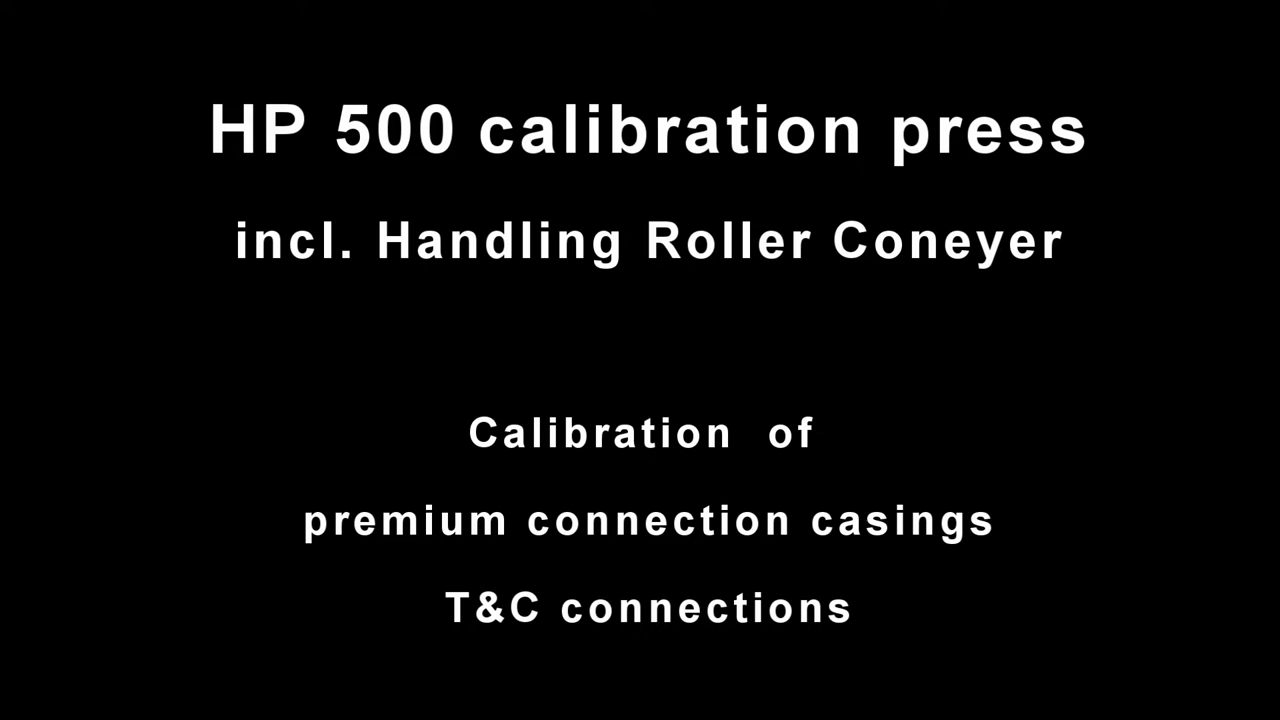 HP 500 calibration press
incl. Handling Roller Coneyer
Calibration of
premium connection casings
T&C connections